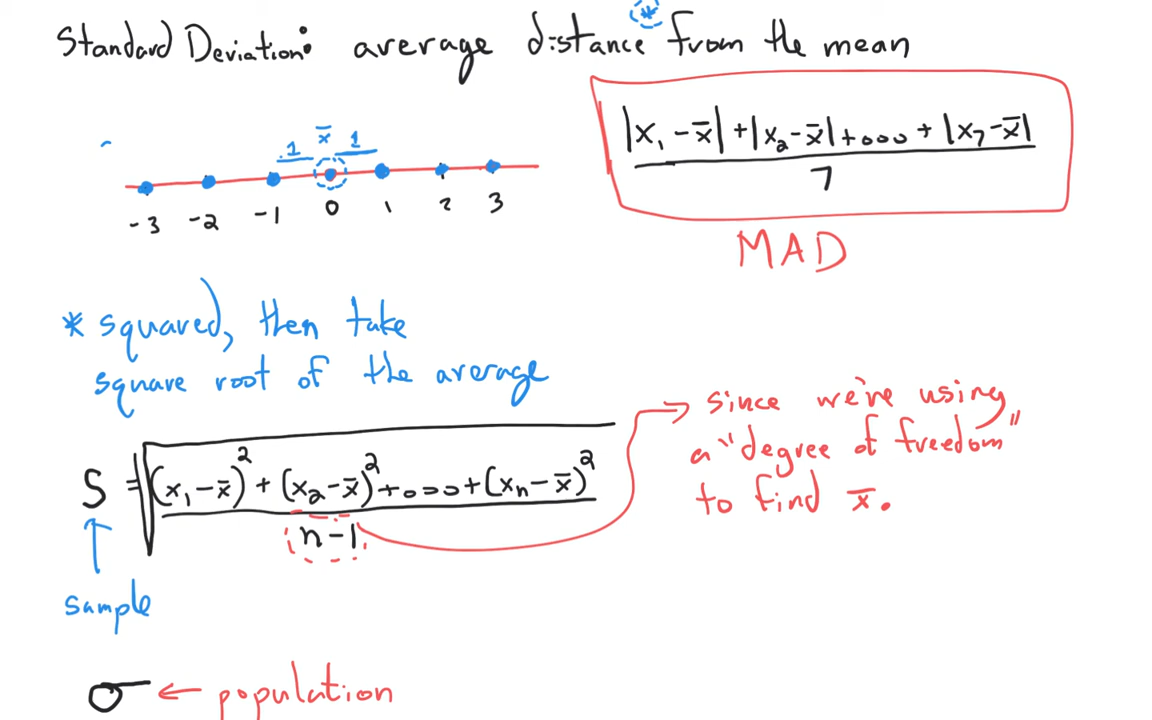 Standard Deviation: average distance* from the mean
x̄
1 1
-3 -2 -1 0 1 2 3
|x₁ - x̄| + |x₂ - x̄| + ooo + |x₇ - x̄|
7
MAD
* squared, then take
square root of the average
S = √(x₁ - x̄)² + (x₂ - x̄)² + ooo + (xₙ - x̄)²
n - 1
since we're using
a "degree of freedom"
to find x̄.
sample
σ ← population